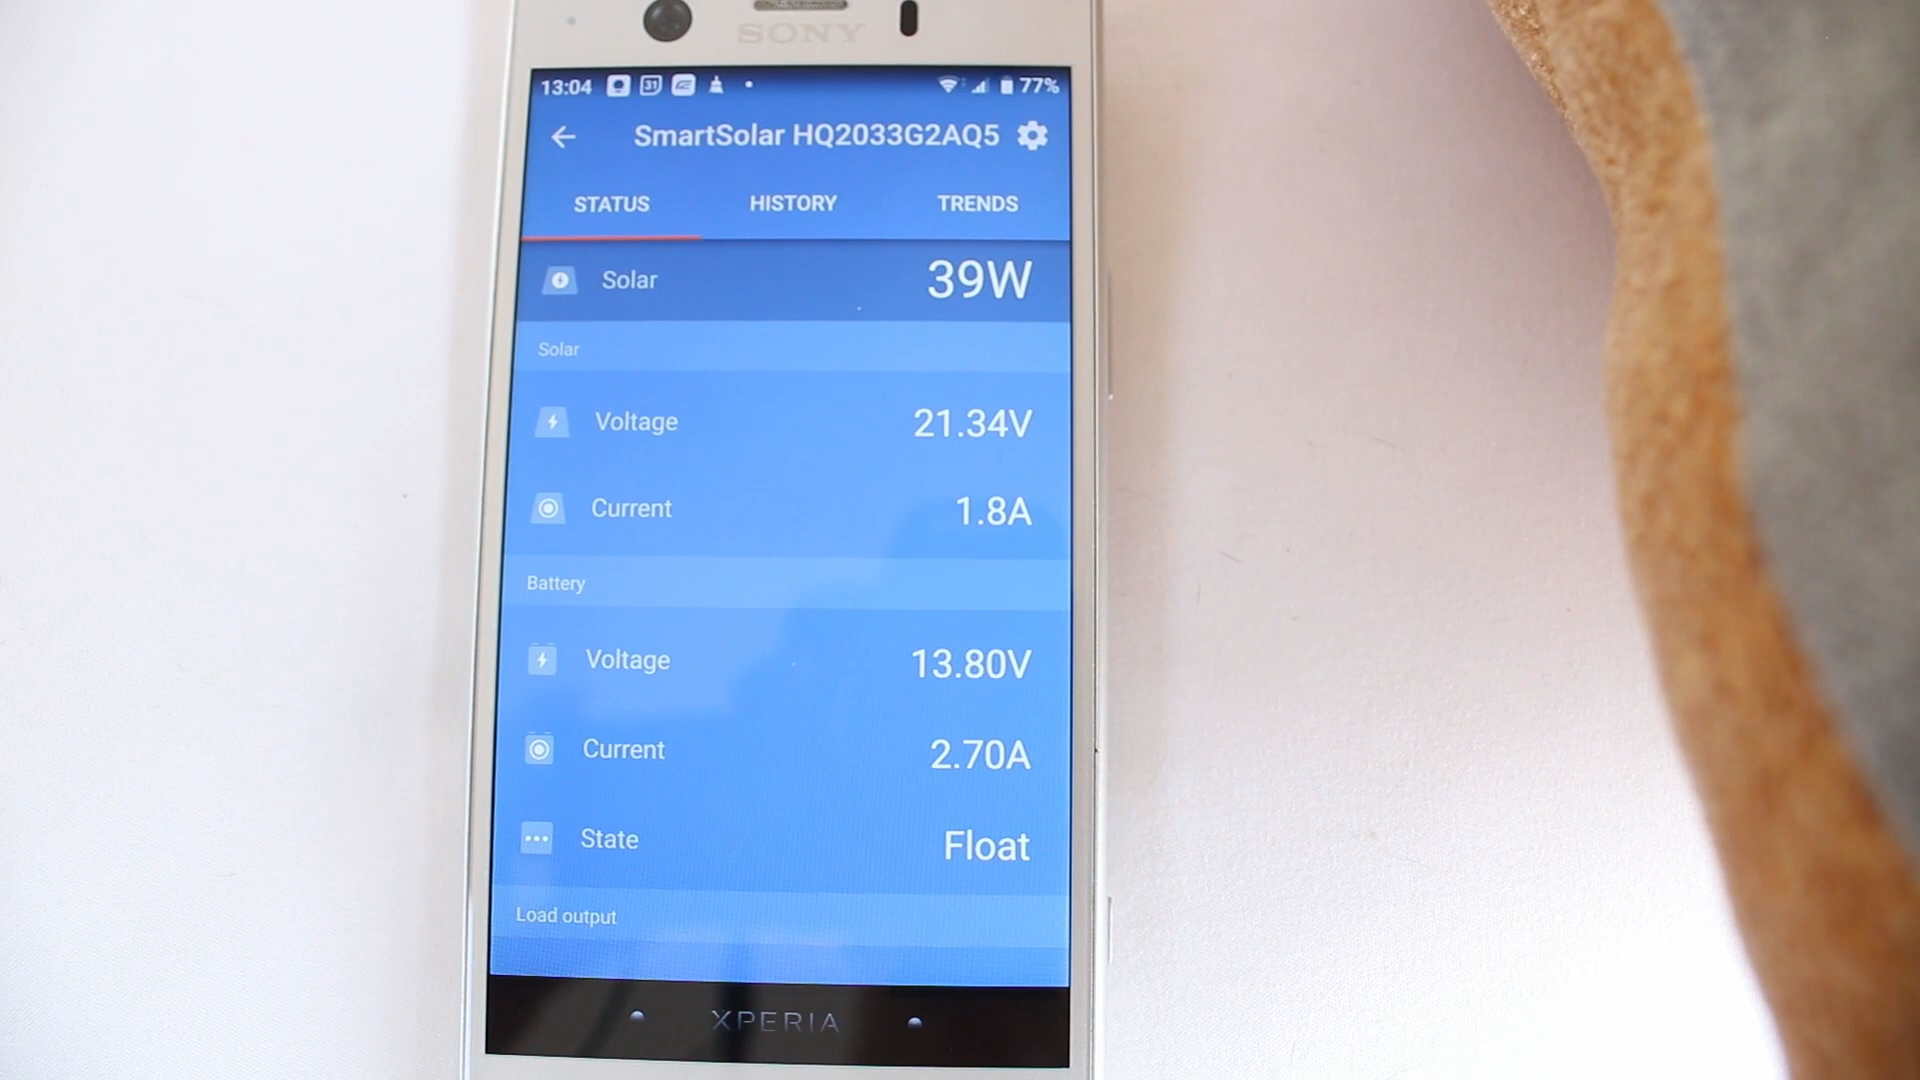 SONY
13:04 31 77%
SmartSolar HQ2033G2AQ5
STATUS HISTORY TRENDS
Solar 39W
Solar
Voltage 21.34V
Current 1.8A
Battery
Voltage 13.80V
Current 2.70A
State Float
Load output
XPERIA